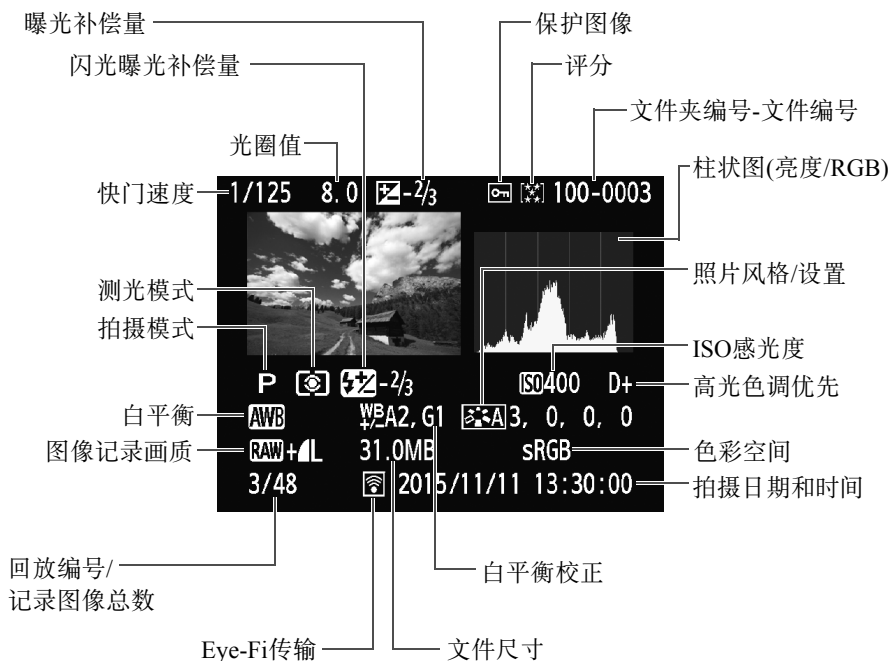 曝光补偿量
保护图像
闪光曝光补偿量
评分
文件夹编号-文件编号
光圈值
柱状图(亮度/RGB)
快门速度
1/125 8.0 -2/3 100-0003
照片风格/设置
测光模式
拍摄模式
ISO感光度
P -2/3 ISO400 D+
高光色调优先
白平衡
AWB WB+/-A2, G1 A3, 0, 0, 0
图像记录画质
RAW+L 31.0MB sRGB
色彩空间
3/48 2015/11/11 13:30:00
拍摄日期和时间
回放编号/
记录图像总数
白平衡校正
Eye-Fi传输
文件尺寸